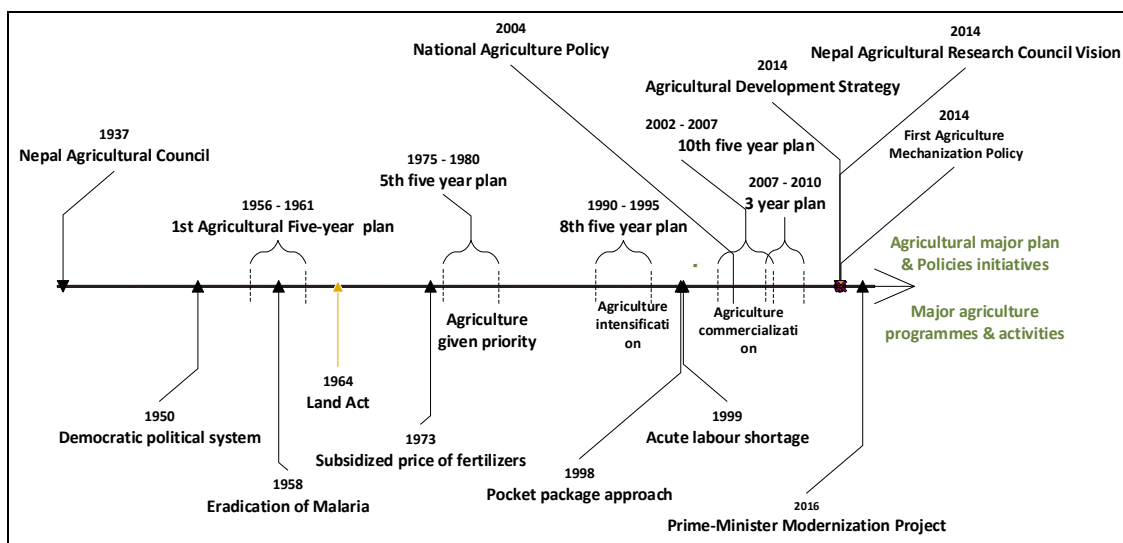 2004
National Agriculture Policy
2014
Nepal Agricultural Research Council Vision
2014
Agricultural Development Strategy
2014
First Agriculture
Mechanization Policy
1937
Nepal Agricultural Council
2002 - 2007
10th five year plan
1975 - 1980
5th five year plan
2007 - 2010
3 year plan
1956 - 1961
1st Agricultural Five-year plan
1990 - 1995
8th five year plan
Agricultural major plan
& Policies initiatives
Agriculture
given priority
Agriculture
intensificati
on
Agriculture
commercializati
on
Major agriculture
programmes & activities
1964
Land Act
1950
Democratic political system
1999
Acute labour shortage
1973
Subsidized price of fertilizers
1998
Pocket package approach
1958
Eradication of Malaria
2016
Prime-Minister Modernization Project